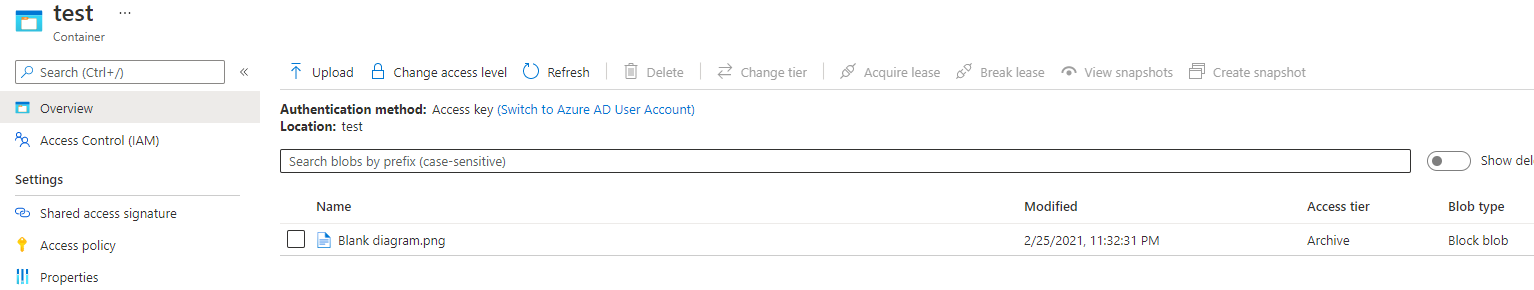 test ...
Container
Search (Ctrl+/) «
Upload Change access level Refresh Delete Change tier Acquire lease Break lease View snapshots Create snapshot
Overview
Access Control (IAM)
Settings
Shared access signature
Access policy
Properties
Authentication method: Access key (Switch to Azure AD User Account)
Location: test
Search blobs by prefix (case-sensitive)
Show del
Name Modified Access tier Blob type
Blank diagram.png 2/25/2021, 11:32:31 PM Archive Block blob